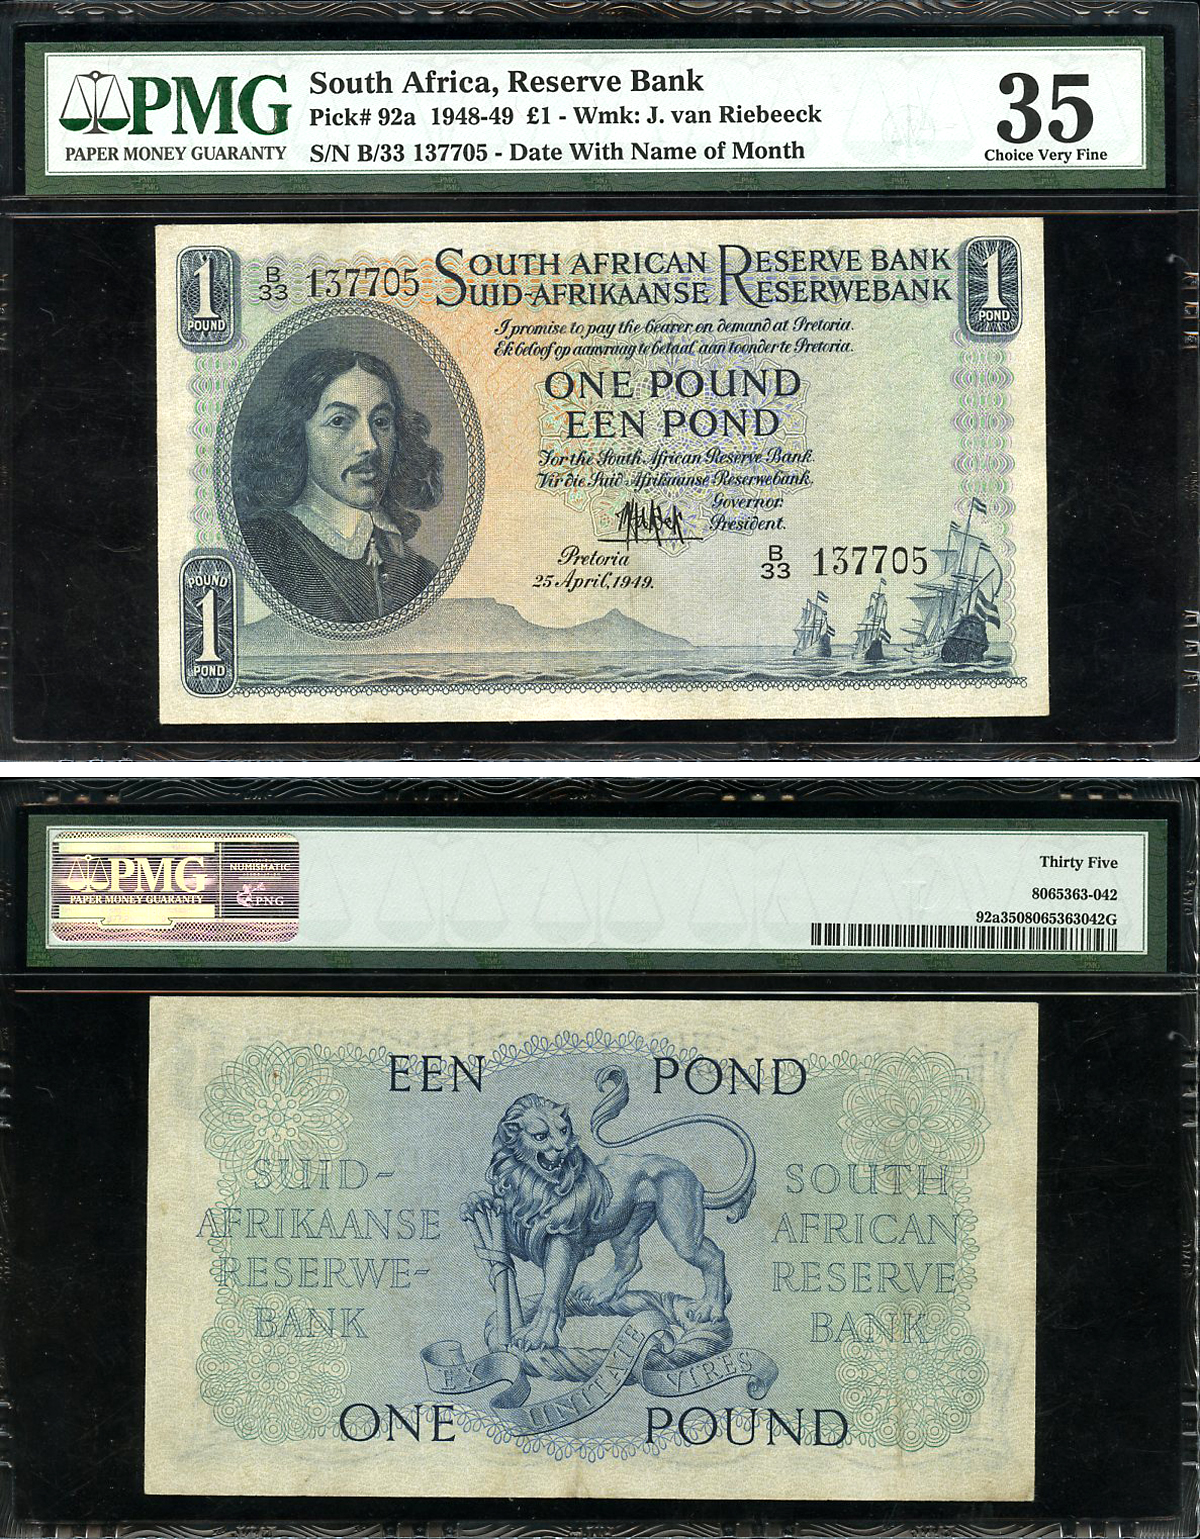 PMG
PAPER MONEY GUARANTY
South Africa, Reserve Bank
Pick# 92a 1948-49 £1 - Wmk: J. van Riebeeck
S/N B/33 137705 - Date With Name of Month
35
Choice Very Fine
1
POUND
B
33 137705
SOUTH AFRICAN RESERVE BANK
SUID-AFRIKAANSE RESERWEBANK
1
POND
I promise to pay the bearer on demand at Pretoria.
Ek beloof op aanvraag te betaal aan toonder te Pretoria.
ONE POUND
EEN POND
For the South African Reserve Bank.
Vir die Suid-Afrikaanse Reserwebank.
Governor.
President.
Pretoria
25 April, 1949.
B
33 137705
POUND
1
POND
PMG
PAPER MONEY GUARANTY
NUMISMATIC
PNG
Thirty Five
8065363-042
92a3508065363042G
EEN POND
SUID-
AFRIKAANSE
RESERWE-
BANK
SOUTH
AFRICAN
RESERVE
BANK
EX UNITATE VIRES
ONE POUND